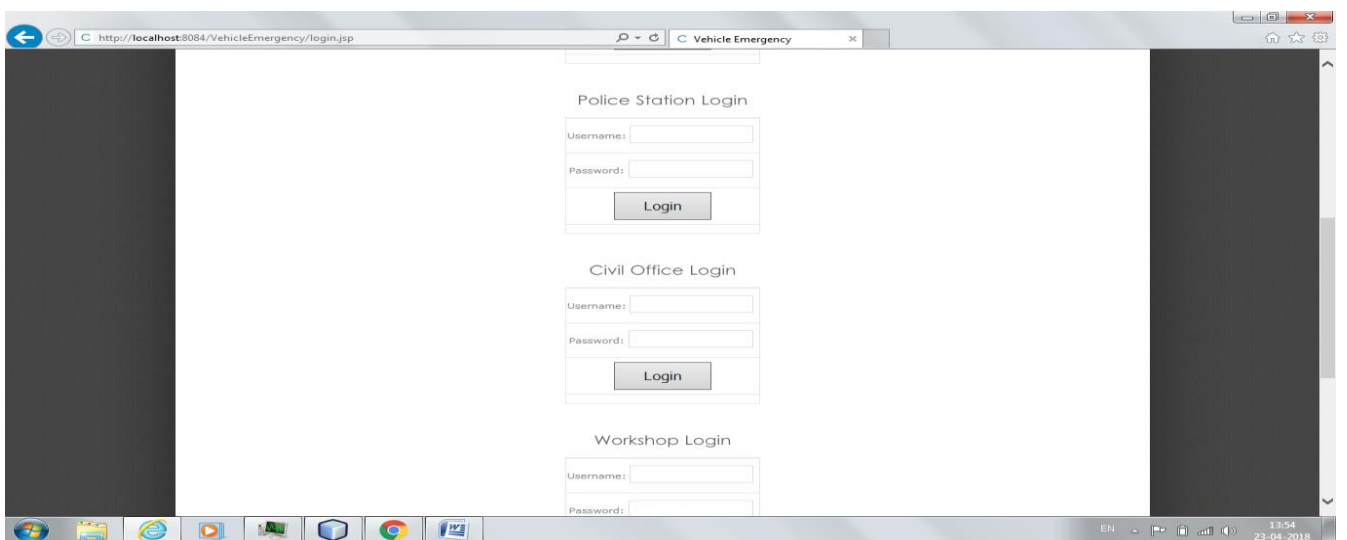 http://localhost:8084/VehicleEmergency/login.jsp
Vehicle Emergency
Police Station Login
Username:
Password:
Login
Civil Office Login
Username:
Password:
Login
Workshop Login
Username:
Password:
EN
13:54
23-04-2018